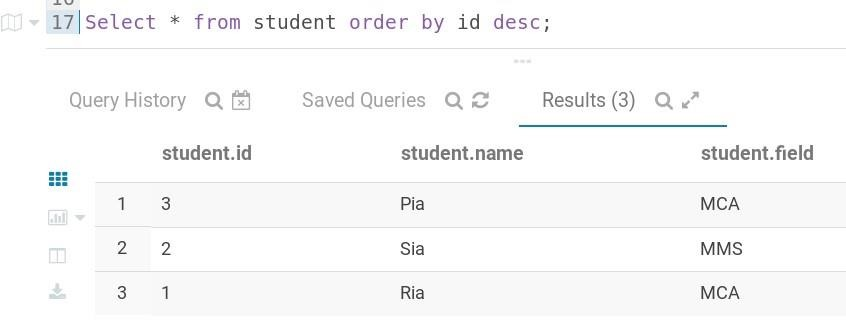 16
17 Select * from student order by id desc;
Query History Saved Queries Results (3)
student.id student.name student.field
1 3 Pia MCA
2 2 Sia MMS
3 1 Ria MCA